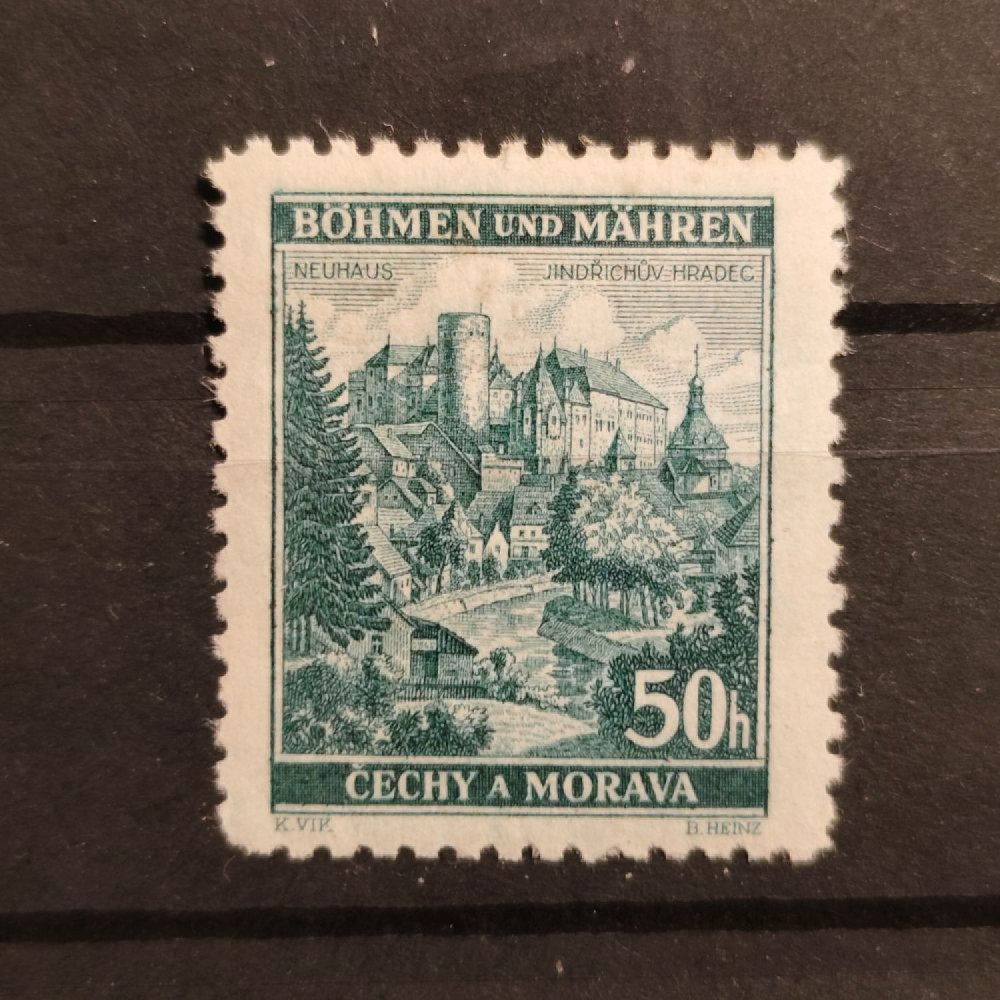 BÖHMEN UND MÄHREN
NEUHAUS JINDŘICHŮV HRADEC
50h
ČECHY A MORAVA
K. VIK B. HEINZ